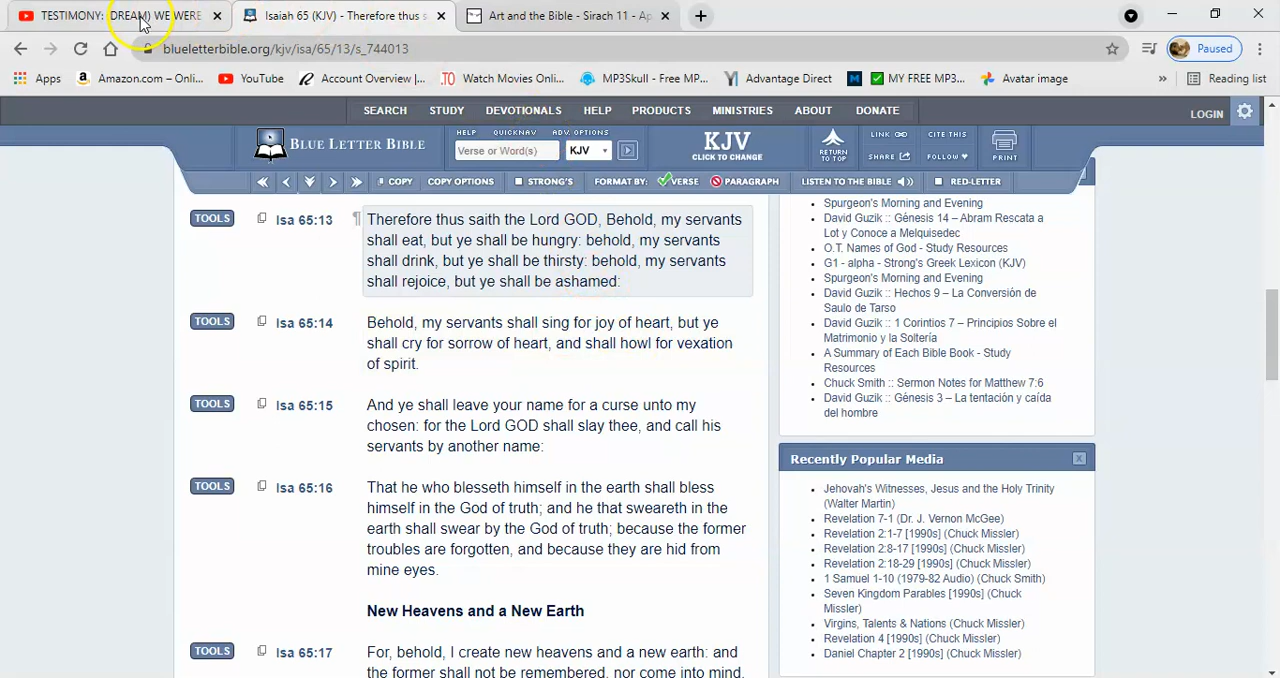 TESTIMONY: (DREAM) WE WERE
Isaiah 65 (KJV) - Therefore thus s
Art and the Bible - Sirach 11 - Ap
blueletterbible.org/kjv/isa/65/13/s_744013
Paused
Apps
Amazon.com – Onli...
YouTube
Account Overview |...
Watch Movies Onlin...
MP3Skull - Free MP...
Advantage Direct
MY FREE MP3...
Avatar image
»
Reading list
SEARCH STUDY DEVOTIONALS HELP PRODUCTS MINISTRIES ABOUT DONATE
LOGIN
BLUE LETTER BIBLE
HELP QUICKNAV ADV. OPTIONS
Verse or Word(s)
KJV
KJV
CLICK TO CHANGE
RETURN
TO TOP
LINK
SHARE
CITE THIS
FOLLOW
PRINT
COPY COPY OPTIONS STRONG'S FORMAT BY: VERSE PARAGRAPH LISTEN TO THE BIBLE RED-LETTER
TOOLS Isa 65:13 ¶ Therefore thus saith the Lord GOD, Behold, my servants
shall eat, but ye shall be hungry: behold, my servants
shall drink, but ye shall be thirsty: behold, my servants
shall rejoice, but ye shall be ashamed:
TOOLS Isa 65:14 Behold, my servants shall sing for joy of heart, but ye
shall cry for sorrow of heart, and shall howl for vexation
of spirit.
TOOLS Isa 65:15 And ye shall leave your name for a curse unto my
chosen: for the Lord GOD shall slay thee, and call his
servants by another name:
TOOLS Isa 65:16 That he who blesseth himself in the earth shall bless
himself in the God of truth; and he that sweareth in the
earth shall swear by the God of truth; because the former
troubles are forgotten, and because they are hid from
mine eyes.
New Heavens and a New Earth
TOOLS Isa 65:17 For, behold, I create new heavens and a new earth: and
the former shall not be remembered, nor come into mind.
Spurgeon's Morning and Evening
David Guzik :: Génesis 14 – Abram Rescata a
Lot y Conoce a Melquisedec
O.T. Names of God - Study Resources
G1 - alpha - Strong's Greek Lexicon (KJV)
Spurgeon's Morning and Evening
David Guzik :: Hechos 9 – La Conversión de
Saulo de Tarso
David Guzik :: 1 Corintios 7 – Principios Sobre el
Matrimonio y la Soltería
A Summary of Each Bible Book - Study
Resources
Chuck Smith :: Sermon Notes for Matthew 7:6
David Guzik :: Génesis 3 – La tentación y caída
del hombre
Recently Popular Media
Jehovah's Witnesses, Jesus and the Holy Trinity
(Walter Martin)
Revelation 7-1 (Dr. J. Vernon McGee)
Revelation 2:1-7 [1990s] (Chuck Missler)
Revelation 2:8-17 [1990s] (Chuck Missler)
Revelation 2:18-29 [1990s] (Chuck Missler)
1 Samuel 1-10 (1979-82 Audio) (Chuck Smith)
Seven Kingdom Parables [1990s] (Chuck
Missler)
Virgins, Talents & Nations (Chuck Missler)
Revelation 4 [1990s] (Chuck Missler)
Daniel Chapter 2 [1990s] (Chuck Missler)